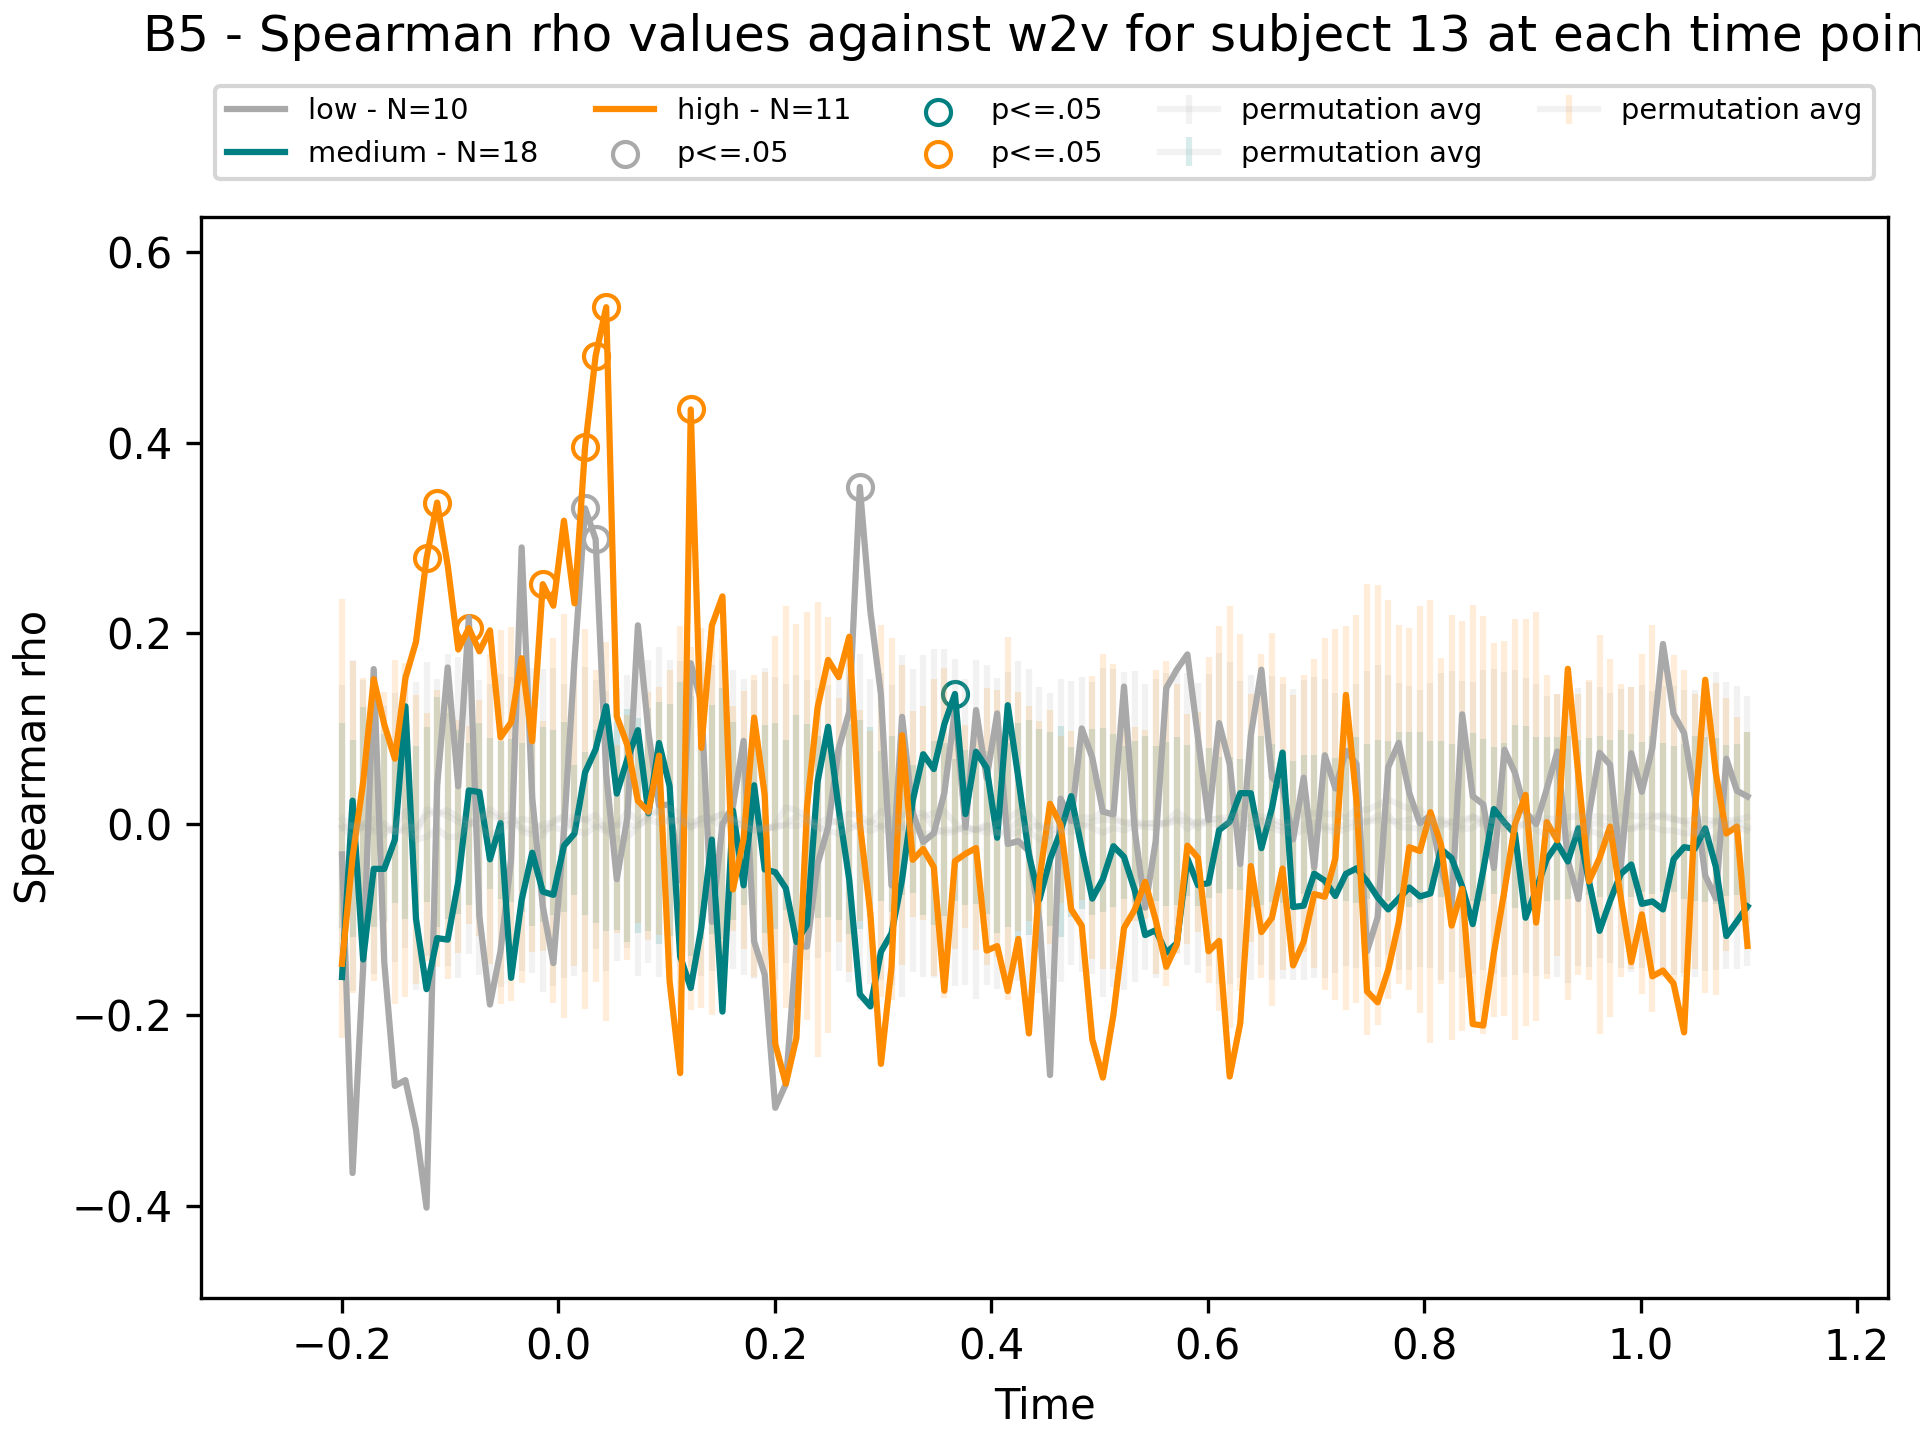 B5 - Spearman rho values against w2v for subject 13 at each time poin
low - N=10
medium - N=18
high - N=11
p<=.05
p<=.05
p<=.05
permutation avg
permutation avg
permutation avg
Spearman rho
0.6
0.4
0.2
0.0
−0.2
−0.4
−0.2 0.0 0.2 0.4 0.6 0.8 1.0 1.2
Time